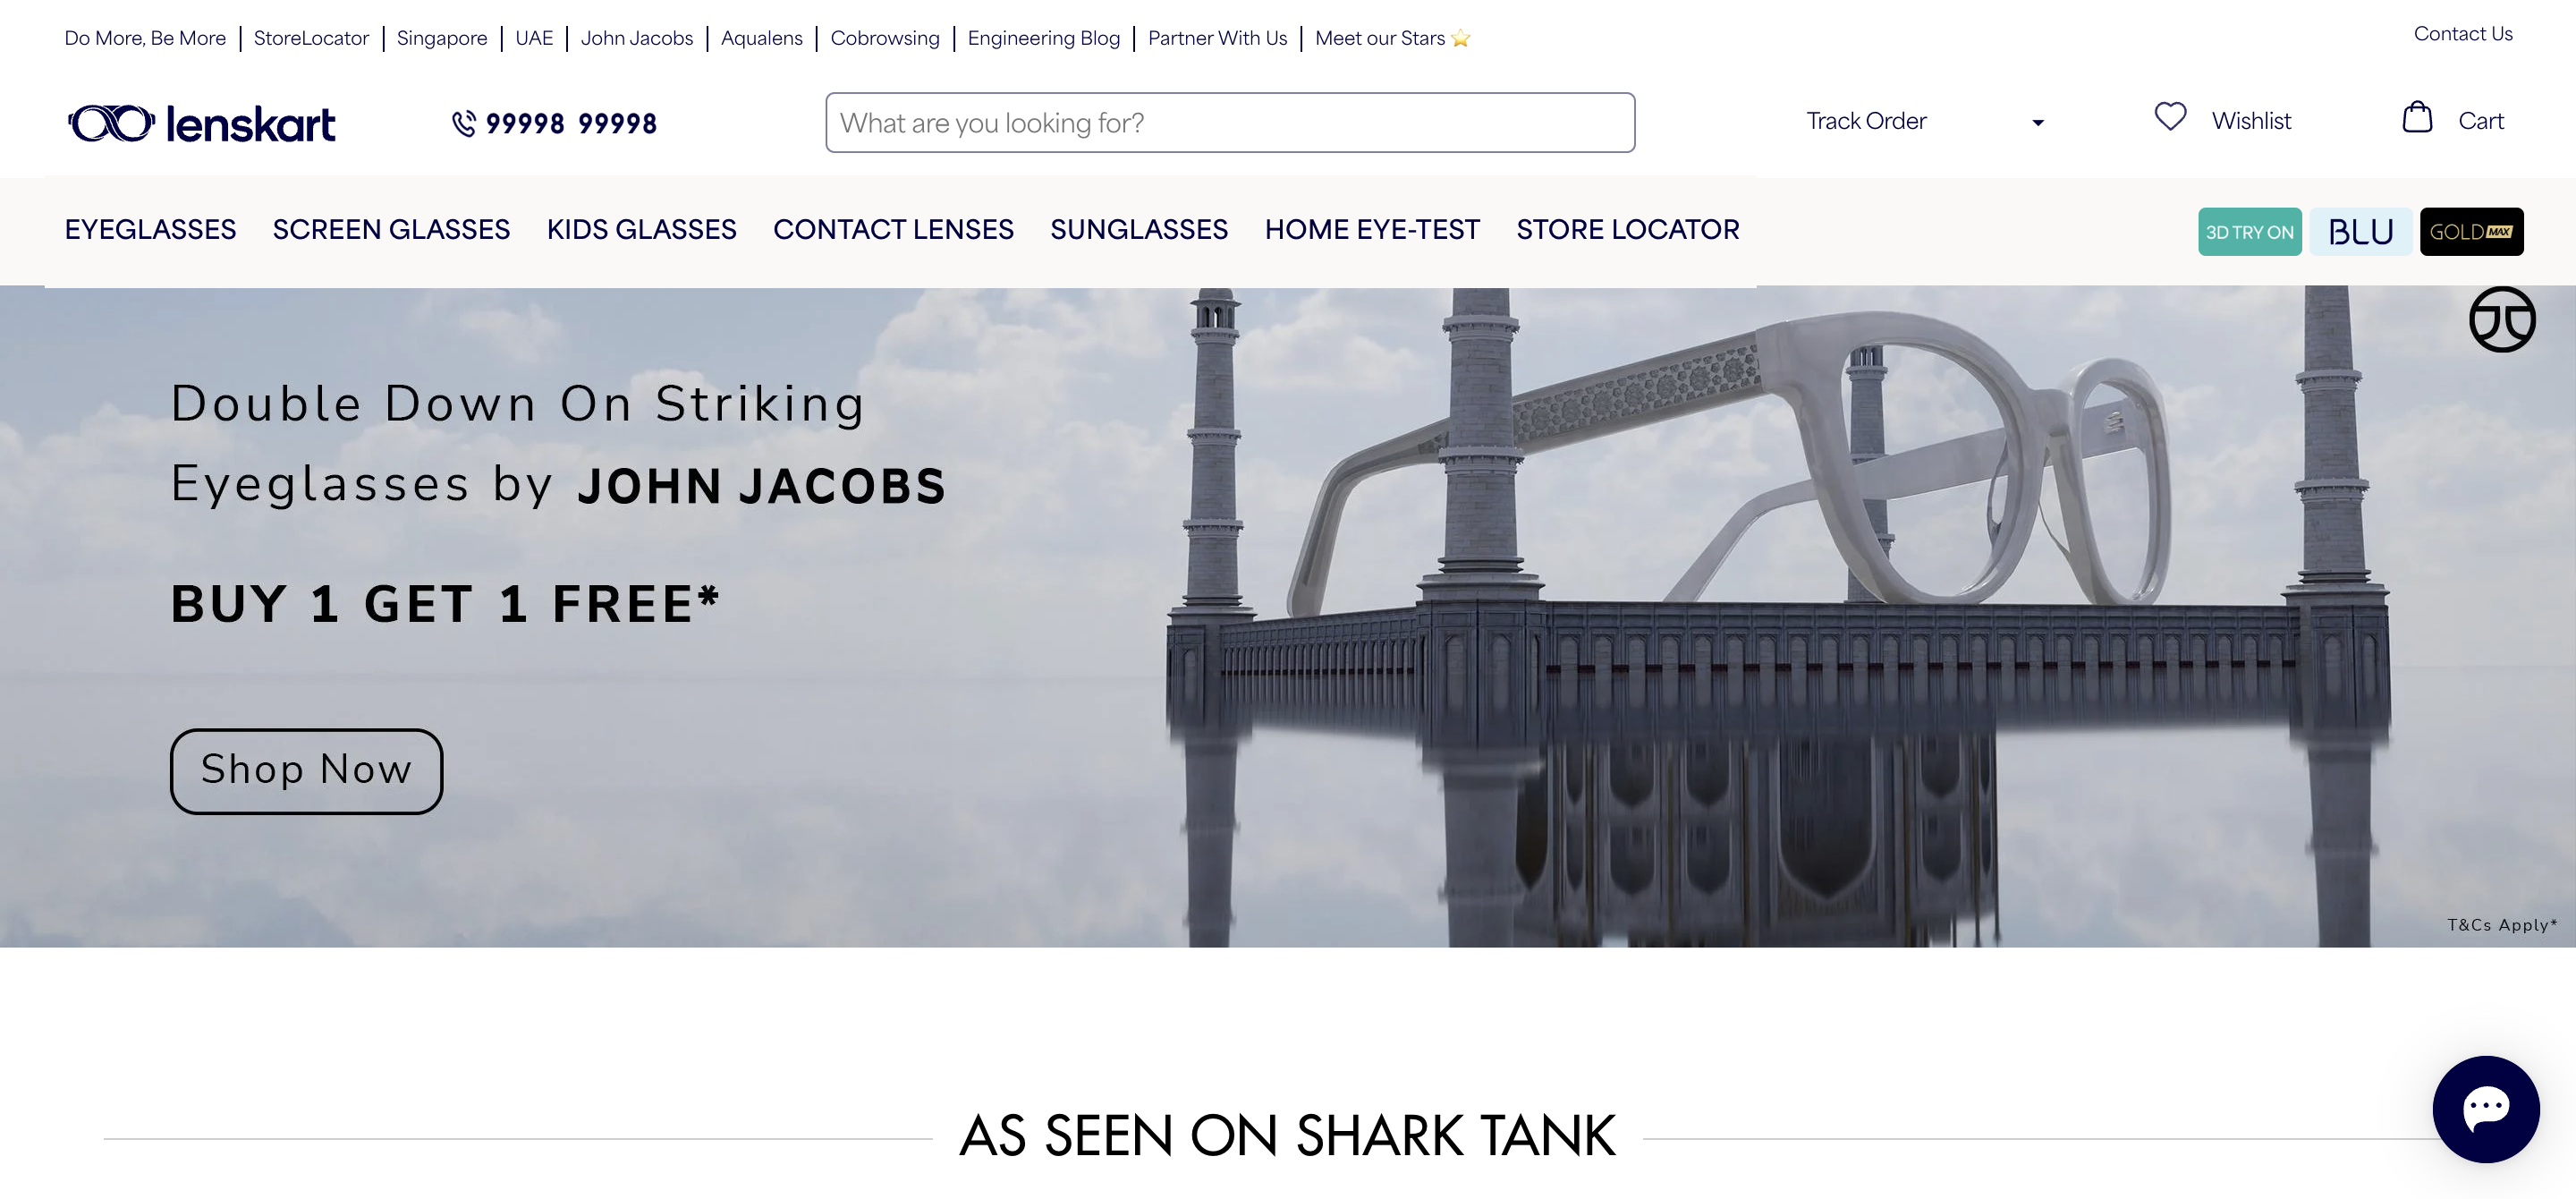 Do More, Be More | StoreLocator | Singapore | UAE | John Jacobs | Aqualens | Cobrowsing | Engineering Blog | Partner With Us | Meet our Stars ⭐ Contact Us
lenskart 99998 99998 What are you looking for? Track Order Wishlist Cart
EYEGLASSES SCREEN GLASSES KIDS GLASSES CONTACT LENSES SUNGLASSES HOME EYE-TEST STORE LOCATOR 3D TRY ON BLU GOLD MAX
Double Down On Striking
Eyeglasses by JOHN JACOBS
BUY 1 GET 1 FREE*
Shop Now
T&Cs Apply*
AS SEEN ON SHARK TANK